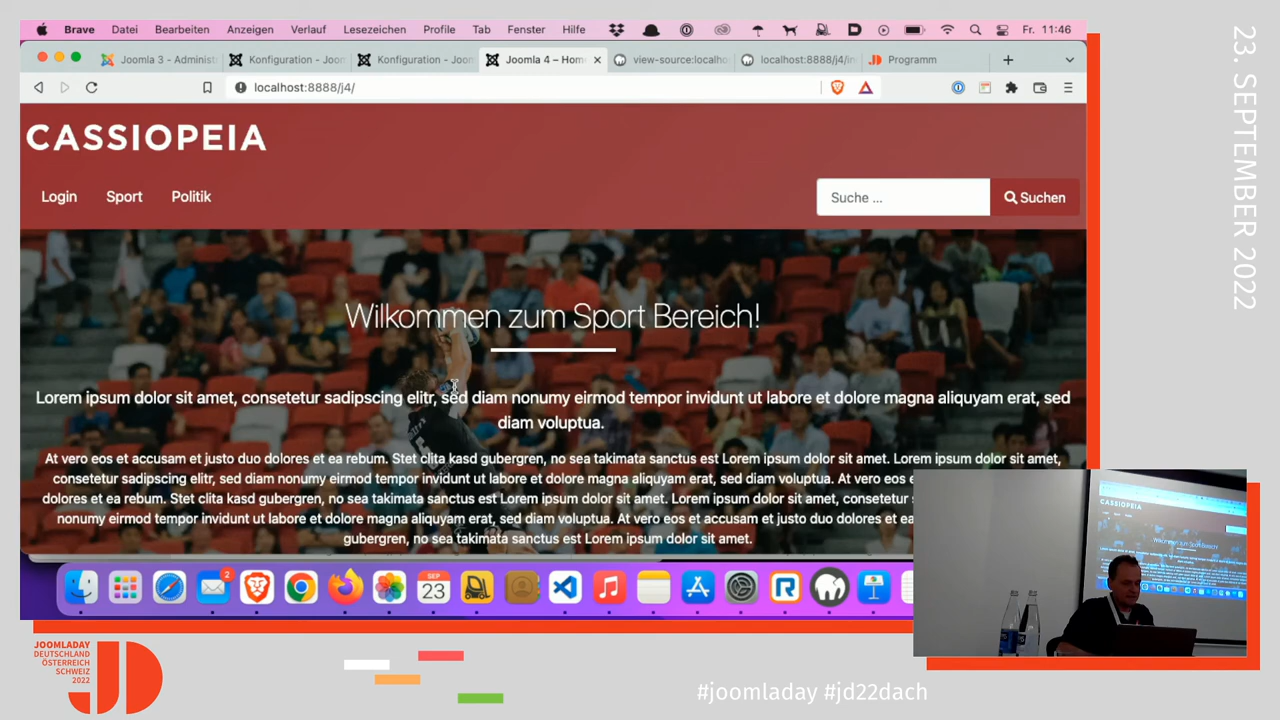 Brave Datei Bearbeiten Anzeigen Verlauf Lesezeichen Profile Tab Fenster Hilfe Fr. 11:46
Joomla 3 - Administ Konfiguration - Joon Konfiguration - Joon Joomla 4 – Hom view-source:localho localhost:8888/j4/in Programm
localhost:8888/j4/
CASSIOPEIA
Login Sport Politik
Suche ... Suchen
Wilkommen zum Sport Bereich!
Lorem ipsum dolor sit amet, consetetur sadipscing elitr, sed diam nonumy eirmod tempor invidunt ut labore et dolore magna aliquyam erat, sed
diam voluptua.
At vero eos et accusam et justo duo dolores et ea rebum. Stet clita kasd gubergren, no sea takimata sanctus est Lorem ipsum dolor sit amet. Lorem ipsum dolor sit amet,
consetetur sadipscing elitr, sed diam nonumy eirmod tempor invidunt ut labore et dolore magna aliquyam erat, sed diam voluptua. At vero eos e
dolores et ea rebum. Stet clita kasd gubergren, no sea takimata sanctus est Lorem ipsum dolor sit amet. Lorem ipsum dolor sit amet, consetetur
nonumy eirmod tempor invidunt ut labore et dolore magna aliquyam erat, sed diam voluptua. At vero eos et accusam et justo duo dolores et ea
gubergren, no sea takimata sanctus est Lorem ipsum dolor sit amet.
2
SEP
23
23. SEPTEMBER 2022
CASSIOPEIA
Wilkommen zum Sport Bereich!
JOOMLADAY
DEUTSCHLAND
ÖSTERREICH
SCHWEIZ
2022
JD
#joomladay #jd22dach